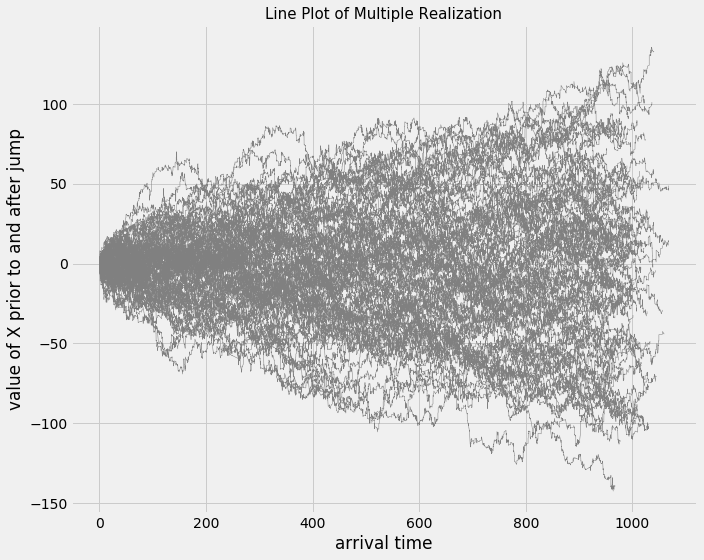 Line Plot of Multiple Realization
value of X prior to and after jump
100
50
0
−50
−100
−150
0 200 400 600 800 1000
arrival time